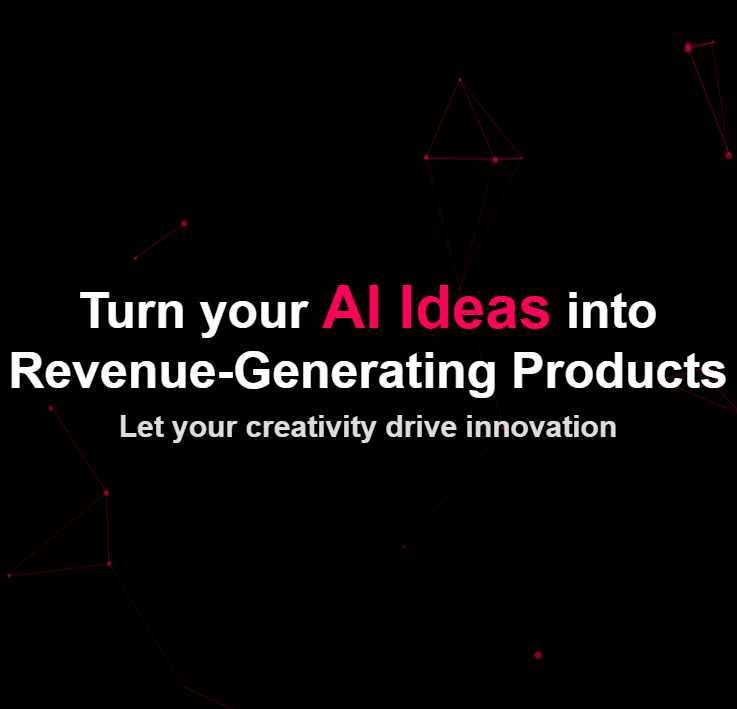 Turn your AI Ideas into
Revenue-Generating Products
Let your creativity drive innovation